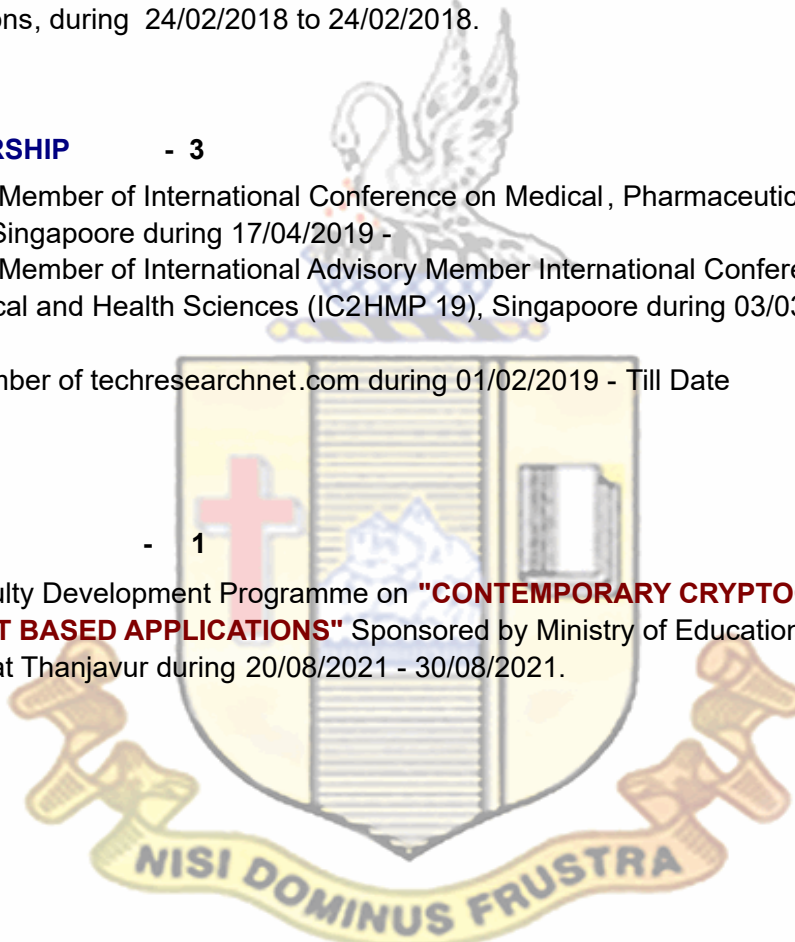 ons, during 24/02/2018 to 24/02/2018.
RSHIP - 3
Member of International Conference on Medical, Pharmaceutic
Singapoore during 17/04/2019 -
Member of International Advisory Member International Confere
cal and Health Sciences (IC2HMP 19), Singapoore during 03/03
mber of techresearchnet.com during 01/02/2019 - Till Date
- 1
ulty Development Programme on "CONTEMPORARY CRYPTO
T BASED APPLICATIONS" Sponsored by Ministry of Education
at Thanjavur during 20/08/2021 - 30/08/2021.
NISI DOMINUS FRUSTRA